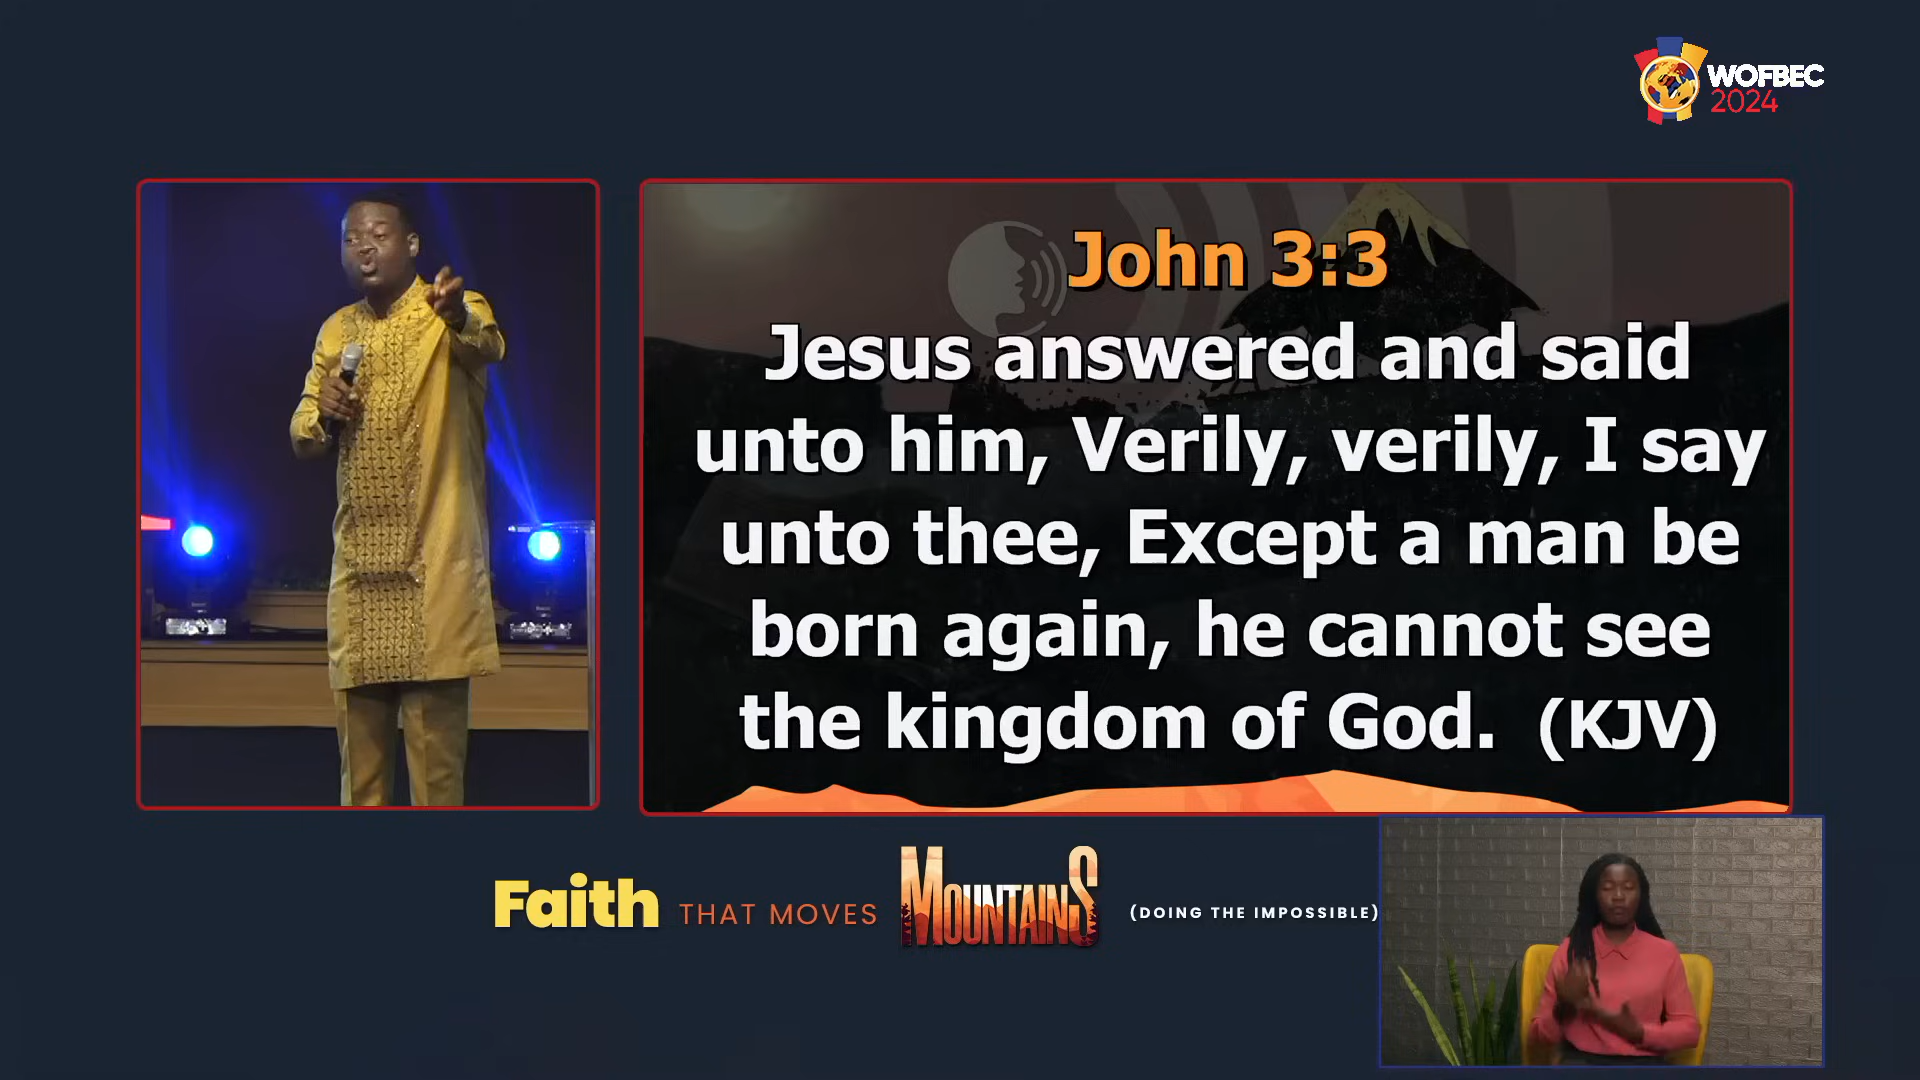 WOFBEC
2024
John 3:3
Jesus answered and said
unto him, Verily, verily, I say
unto thee, Except a man be
born again, he cannot see
the kingdom of God. (KJV)
Faith THAT MOVES MOUNTAINS (DOING THE IMPOSSIBLE)